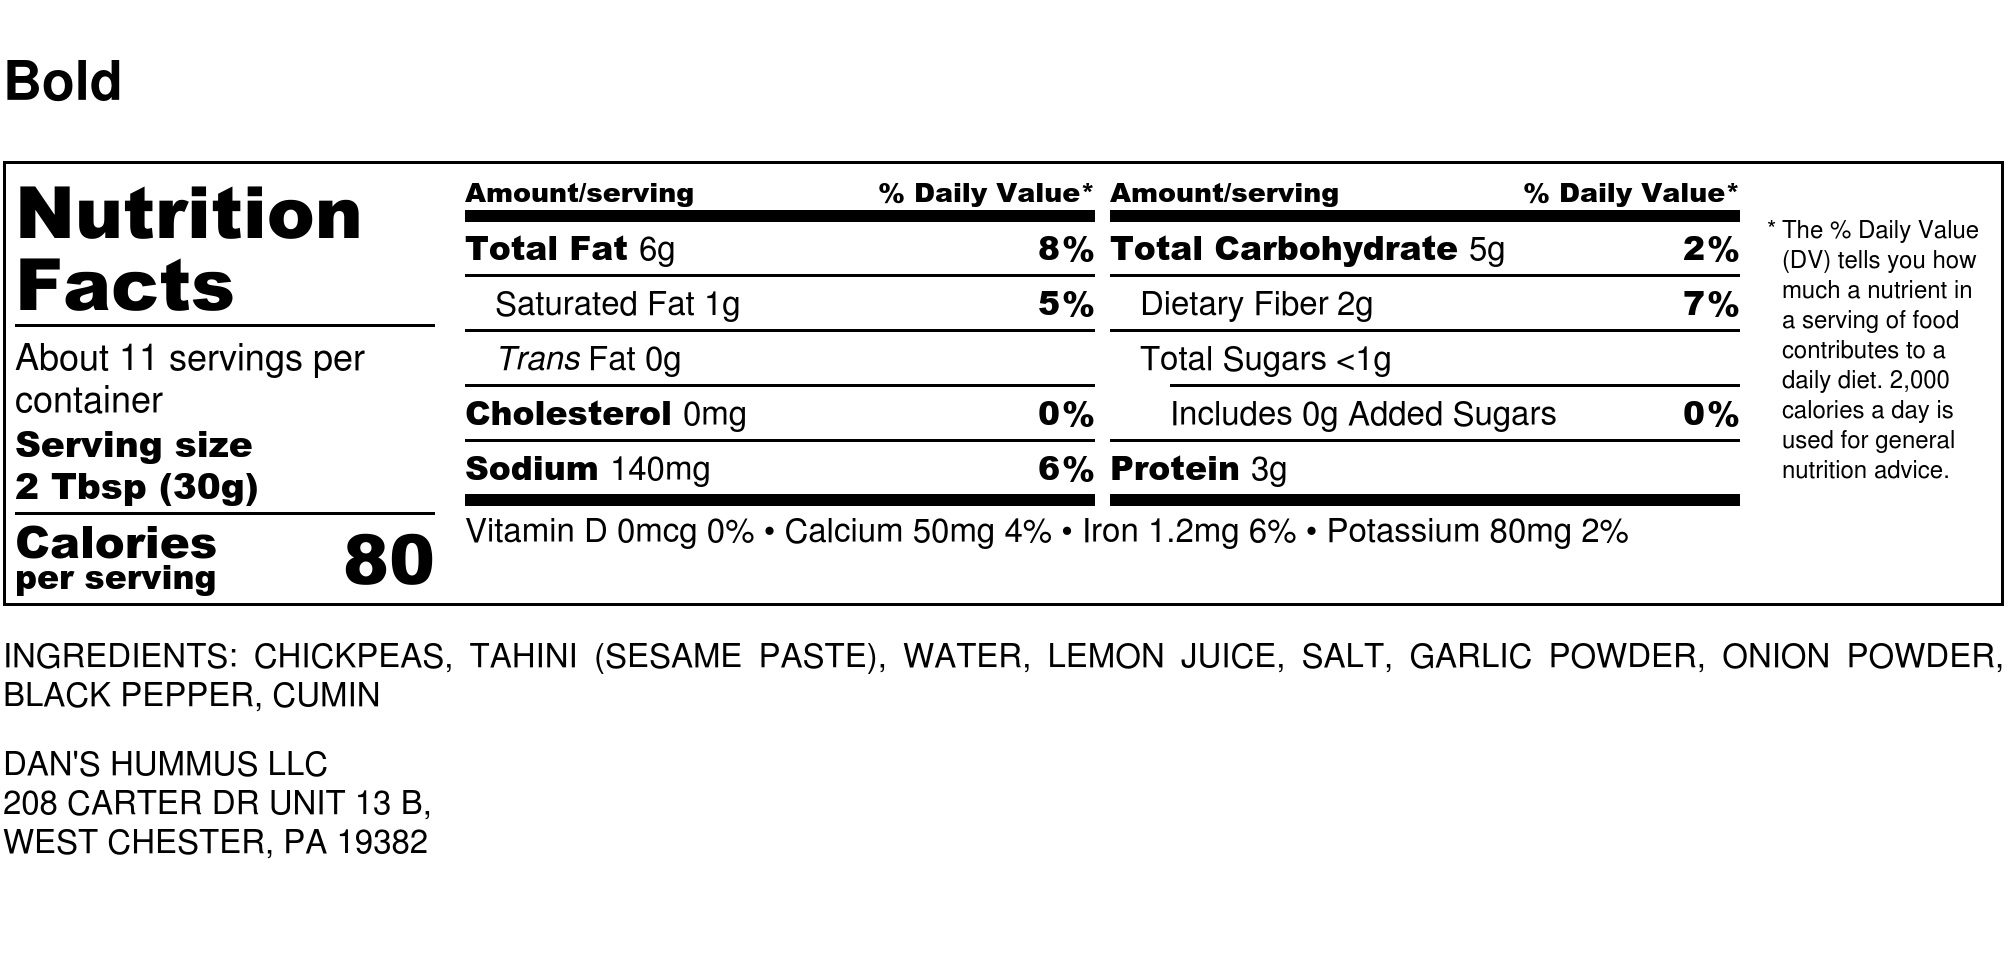 Bold
Nutrition
Facts
About 11 servings per
container
Serving size
2 Tbsp (30g)
Calories
per serving
80
Amount/serving % Daily Value*
Total Fat 6g 8%
Saturated Fat 1g 5%
Trans Fat 0g
Cholesterol 0mg 0%
Sodium 140mg 6%
Amount/serving % Daily Value*
Total Carbohydrate 5g 2%
Dietary Fiber 2g 7%
Total Sugars <1g
Includes 0g Added Sugars 0%
Protein 3g
Vitamin D 0mcg 0% • Calcium 50mg 4% • Iron 1.2mg 6% • Potassium 80mg 2%
* The % Daily Value
(DV) tells you how
much a nutrient in
a serving of food
contributes to a
daily diet. 2,000
calories a day is
used for general
nutrition advice.
INGREDIENTS: CHICKPEAS, TAHINI (SESAME PASTE), WATER, LEMON JUICE, SALT, GARLIC POWDER, ONION POWDER,
BLACK PEPPER, CUMIN
DAN'S HUMMUS LLC
208 CARTER DR UNIT 13 B,
WEST CHESTER, PA 19382